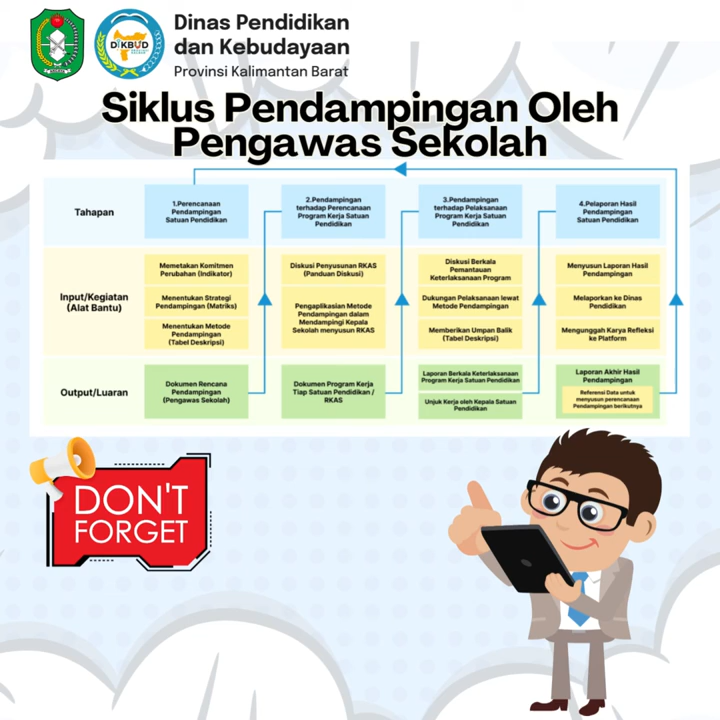 DIKBUD
Dinas Pendidikan
dan Kebudayaan
Provinsi Kalimantan Barat
Siklus Pendampingan Oleh
Pengawas Sekolah
Tahapan
1.Perencanaan
Pendampingan
Satuan Pendidikan
2.Pendampingan
terhadap Perencanaan
Program Kerja Satuan
Pendidikan
3.Pendampingan
terhadap Pelaksanaan
Program Kerja Satuan
Pendidikan
4.Pelaporan Hasil
Pendampingan
Satuan Pendidikan
Input/Kegiatan
(Alat Bantu)
Memetakan Komitmen
Perubahan (Indikator)
Menentukan Strategi
Pendampingan (Matriks)
Menentukan Metode
Pendampingan
(Tabel Deskripsi)
Diskusi Penyusunan RKAS
(Panduan Diskusi)
Pengaplikasian Metode
Pendampingan dalam
Mendampingi Kepala
Sekolah menyusun RKAS
Diskusi Berkala
Pemantauan
Keterlaksanaan Program
Dukungan Pelaksanaan lewat
Metode Pendampingan
Memberikan Umpan Balik
(Tabel Deskripsi)
Menyusun Laporan Hasil
Pendampingan
Melaporkan ke Dinas
Pendidikan
Mengunggah Karya Refleksi
ke Platform
Output/Luaran
Dokumen Rencana
Pendampingan
(Pengawas Sekolah)
Dokumen Program Kerja
Tiap Satuan Pendidikan /
RKAS
Laporan Berkala Keterlaksanaan
Program Kerja Satuan Pendidikan
Unjuk Kerja oleh Kepala Satuan
Pendidikan
Laporan Akhir Hasil
Pendampingan
Referensi Data untuk
menyusun perencanaan
Pendampingan berikutnya
DON'T
FORGET